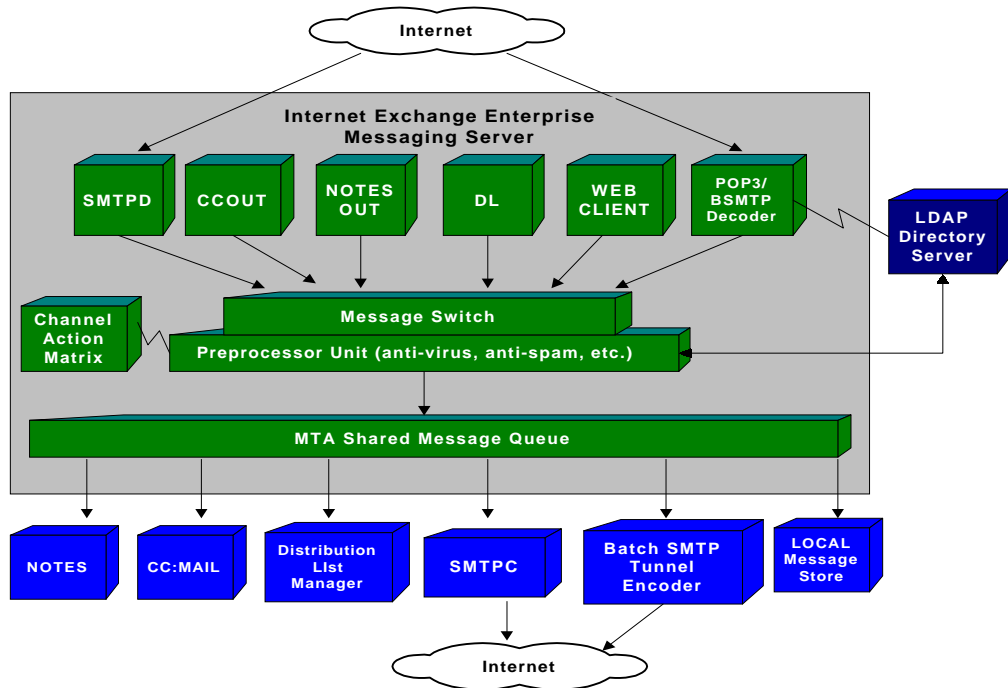 Internet
Internet Exchange Enterprise
Messaging Server
SMTPD
CCOUT
NOTES
OUT
DL
WEB
CLIENT
POP3/
BSMTP
Decoder
LDAP
Directory
Server
Channel
Action
Matrix
Message Switch
Preprocessor Unit (anti-virus, anti-spam, etc.)
MTA Shared Message Queue
NOTES
CC:MAIL
Distribution
LIst
Manager
SMTPC
Batch SMTP
Tunnel
Encoder
LOCAL
Message
Store
Internet